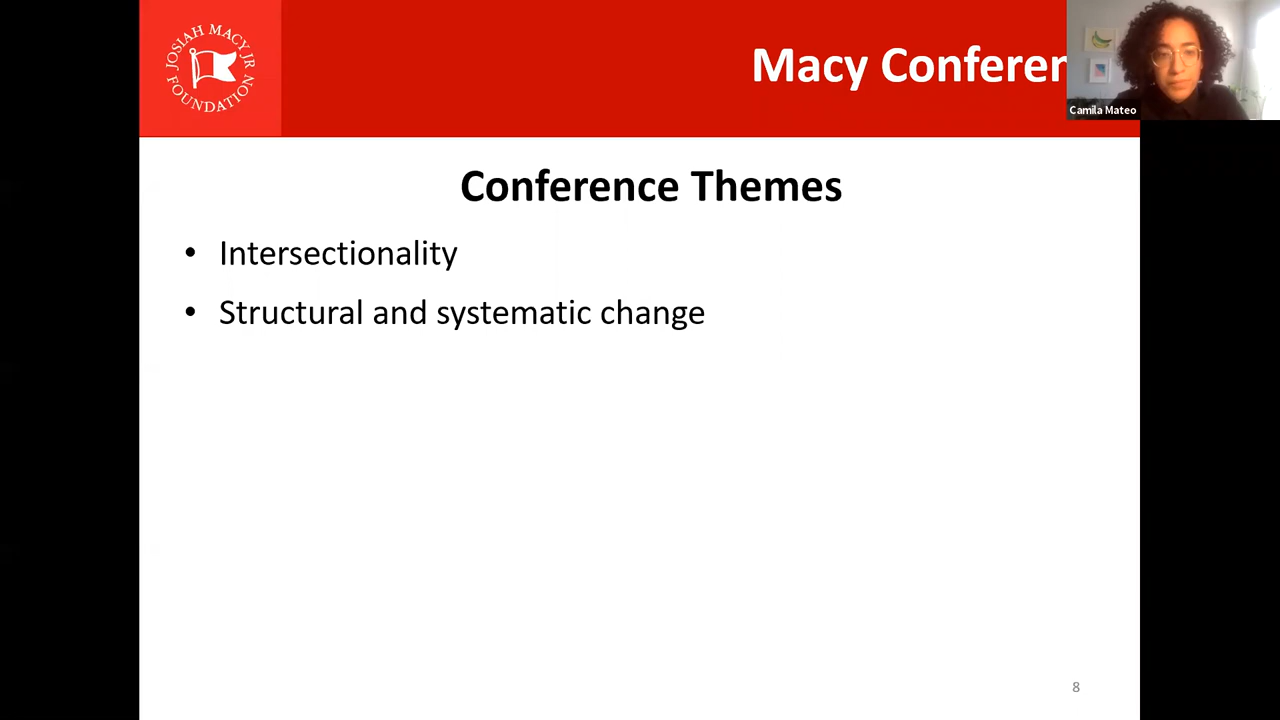 JOSIAH MACY JR
FOUNDATION
Macy Conferen
Camila Mateo
Conference Themes
• Intersectionality
• Structural and systematic change
8